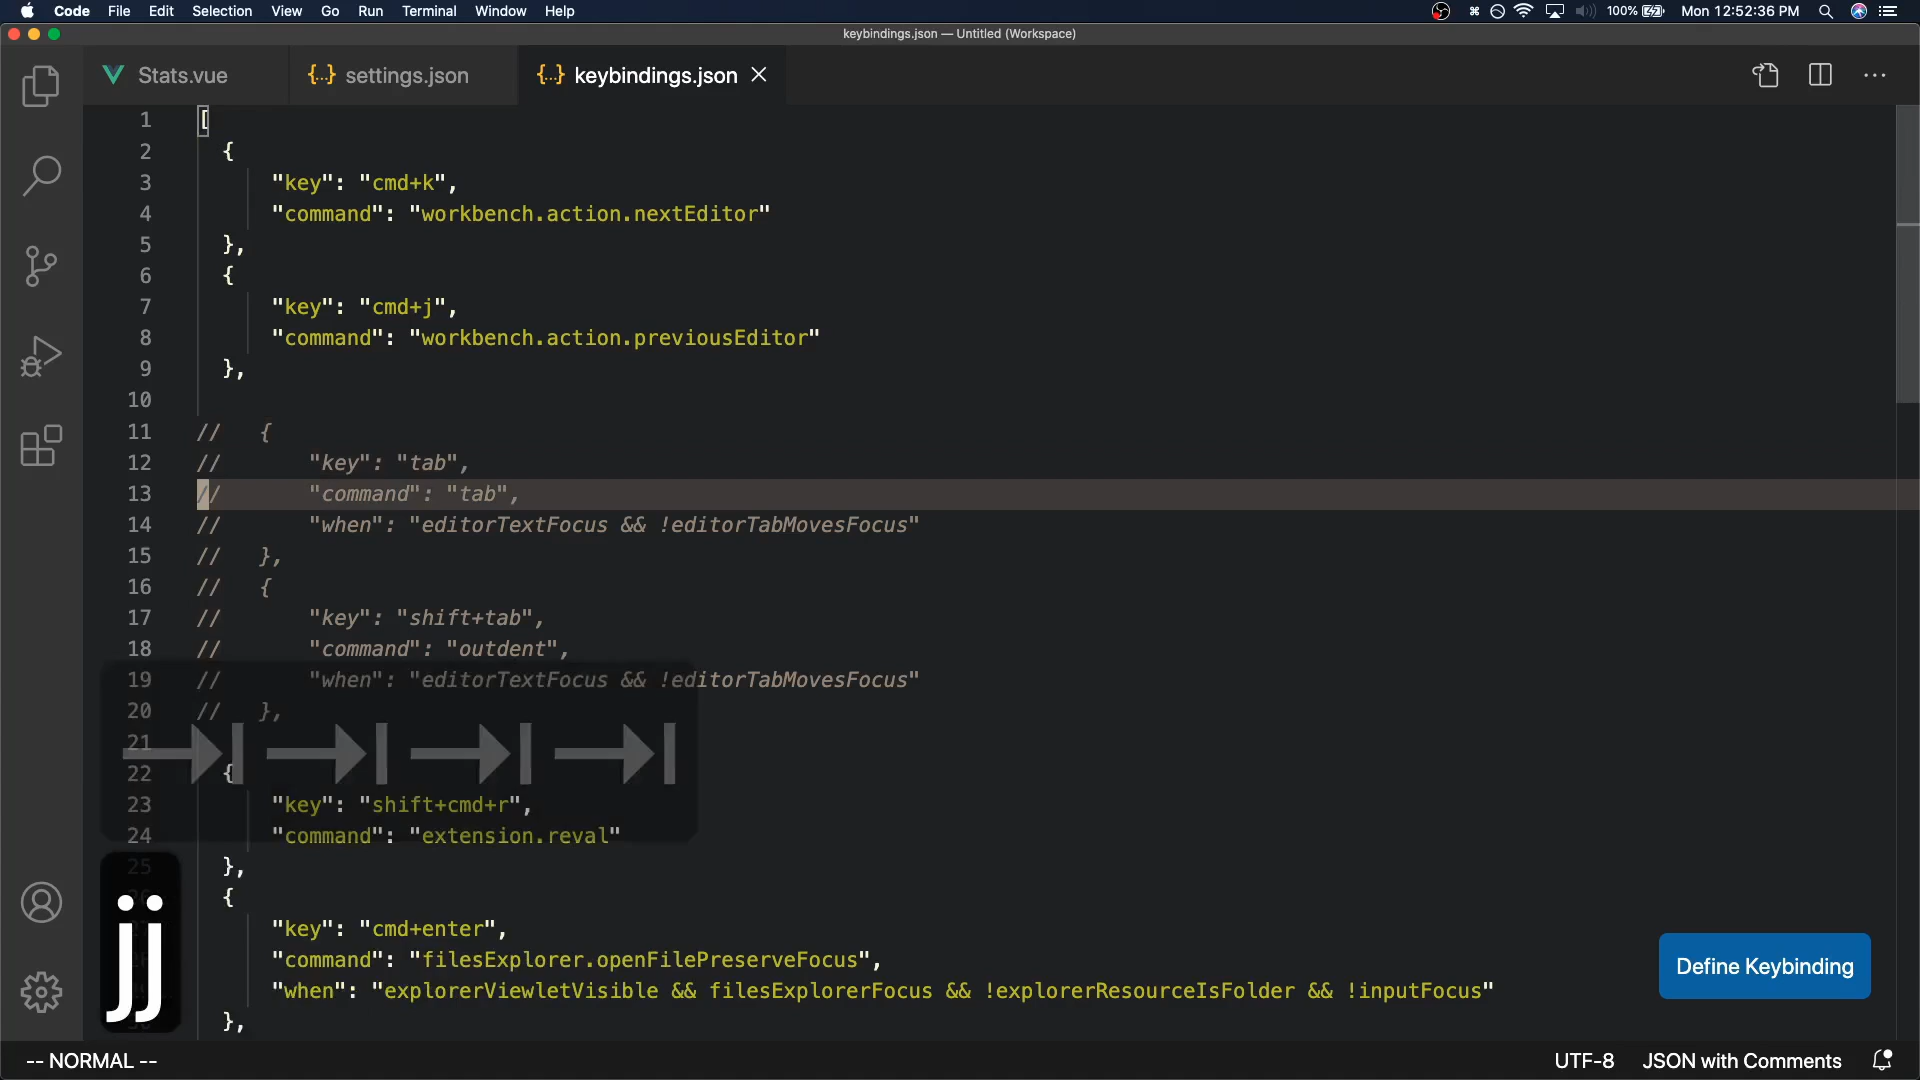 Code File Edit Selection View Go Run Terminal Window Help 100% Mon 12:52:36 PM
keybindings.json — Untitled (Workspace)
Stats.vue {..} settings.json {..} keybindings.json
1 [
2 {
3 "key": "cmd+k",
4 "command": "workbench.action.nextEditor"
5 },
6 {
7 "key": "cmd+j",
8 "command": "workbench.action.previousEditor"
9 },
10
11 // {
12 // "key": "tab",
13 // "command": "tab",
14 // "when": "editorTextFocus && !editorTabMovesFocus"
15 // },
16 // {
17 // "key": "shift+tab",
18 // "command": "outdent",
19 // "when": "editorTextFocus && !editorTabMovesFocus"
20 // },
21
22 {
23 "key": "shift+cmd+r",
24 "command": "extension.reval"
25 },
{
"key": "cmd+enter",
"command": "filesExplorer.openFilePreserveFocus",
"when": "explorerViewletVisible && filesExplorerFocus && !explorerResourceIsFolder && !inputFocus"
},
jj
Define Keybinding
-- NORMAL -- UTF-8 JSON with Comments